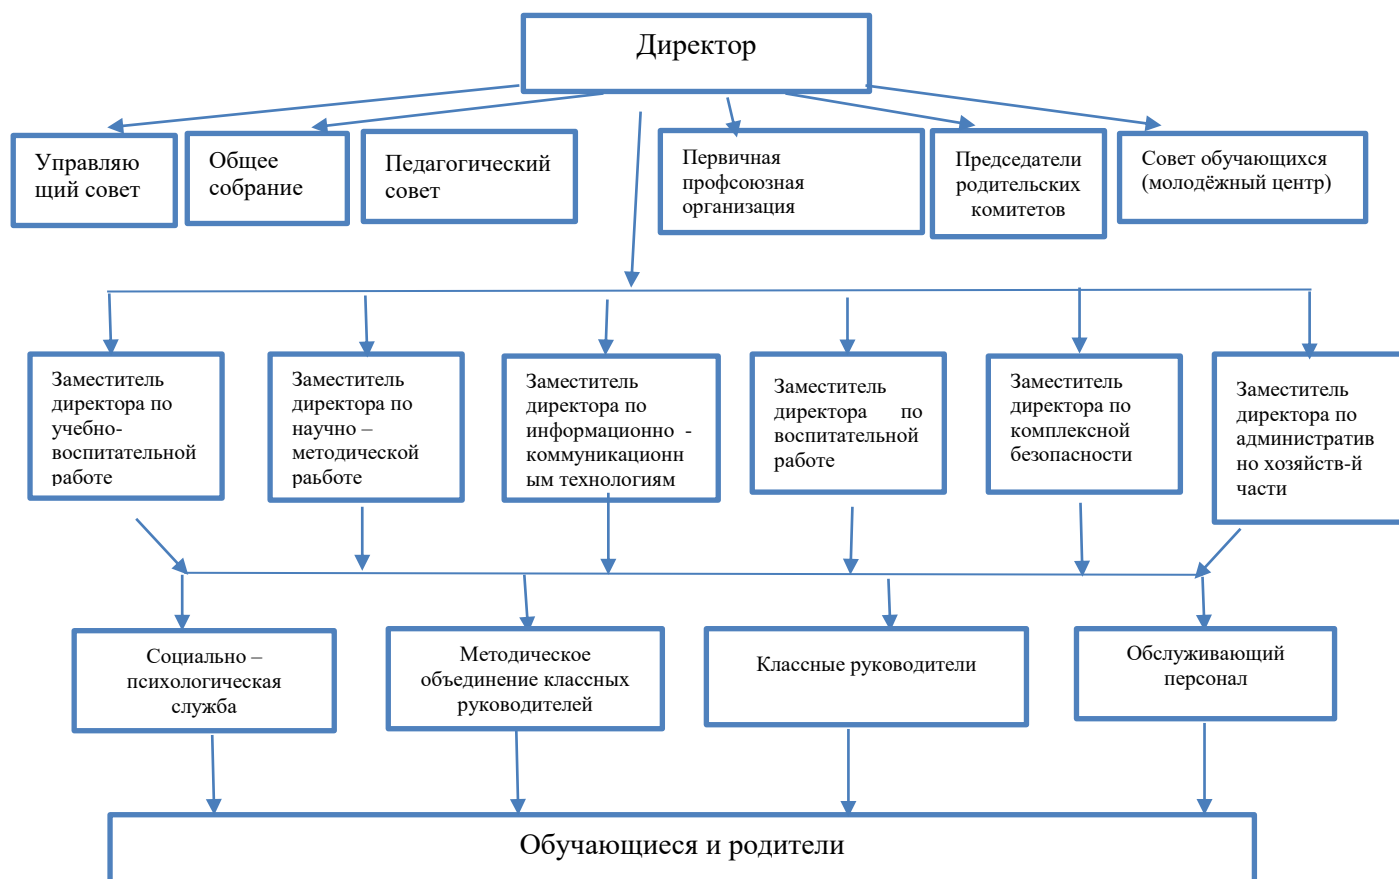 Директор
Управляю
щий совет
Общее
собрание
Педагогический
совет
Первичная
профсоюзная
организация
Председатели
родительских
комитетов
Совет обучающихся
(молодёжный центр)
Заместитель
директора по
учебно-
воспитательной
работе
Заместитель
директора по
научно –
методической
раьботе
Заместитель
директора по
информационно -
коммуникационн
ым технологиям
Заместитель
директора по
воспитательной
работе
Заместитель
директора по
комплексной
безопасности
Заместитель
директора по
административ
но хозяйств-й
части
Социально –
психологическая
служба
Методическое
объединение классных
руководителей
Классные руководители
Обслуживающий
персонал
Обучающиеся и родители